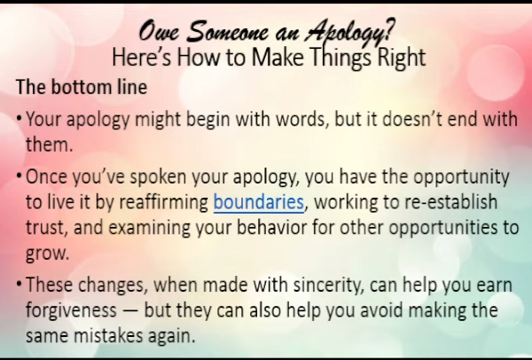 Owe Someone an Apology?
Here's How to Make Things Right
The bottom line
• Your apology might begin with words, but it doesn't end with
them.
• Once you've spoken your apology, you have the opportunity
to live it by reaffirming boundaries, working to re-establish
trust, and examining your behavior for other opportunities to
grow.
• These changes, when made with sincerity, can help you earn
forgiveness — but they can also help you avoid making the
same mistakes again.